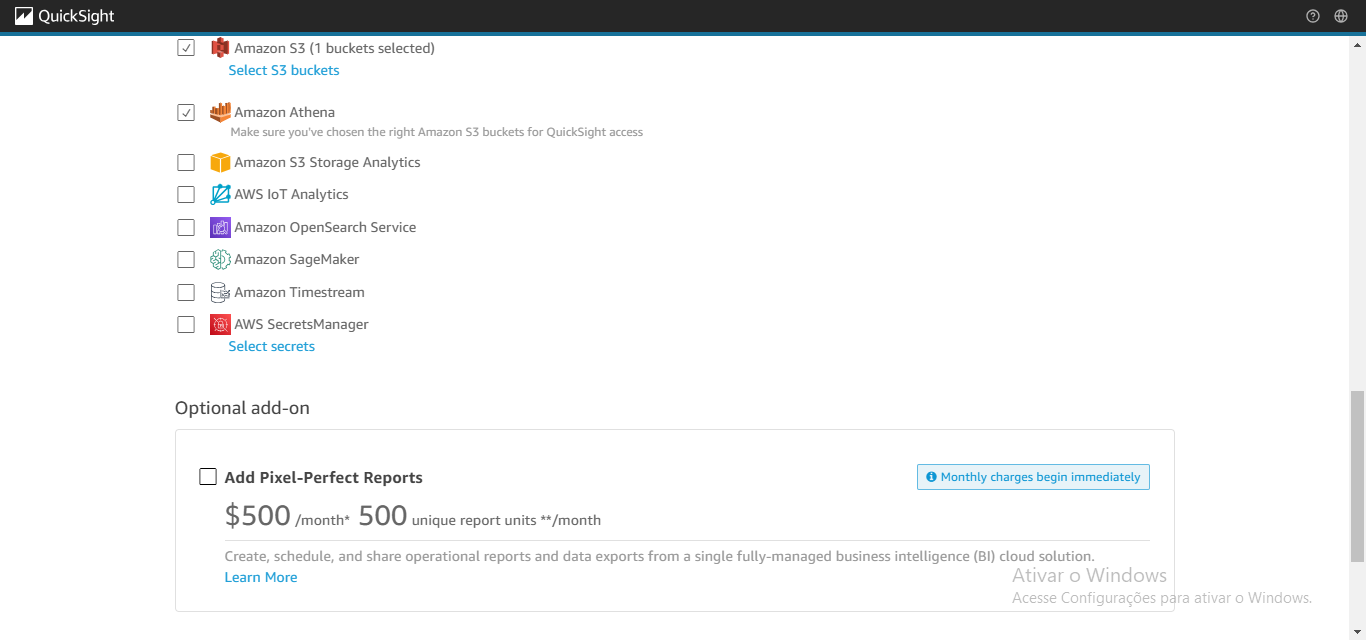 QuickSight
Amazon S3 (1 buckets selected)
Select S3 buckets
Amazon Athena
Make sure you've chosen the right Amazon S3 buckets for QuickSight access
Amazon S3 Storage Analytics
AWS IoT Analytics
Amazon OpenSearch Service
Amazon SageMaker
Amazon Timestream
AWS SecretsManager
Select secrets
Optional add-on
Add Pixel-Perfect Reports
Monthly charges begin immediately
$500 /month* 500 unique report units **/month
Create, schedule, and share operational reports and data exports from a single fully-managed business intelligence (BI) cloud solution.
Learn More
Ativar o Windows
Acesse Configurações para ativar o Windows.